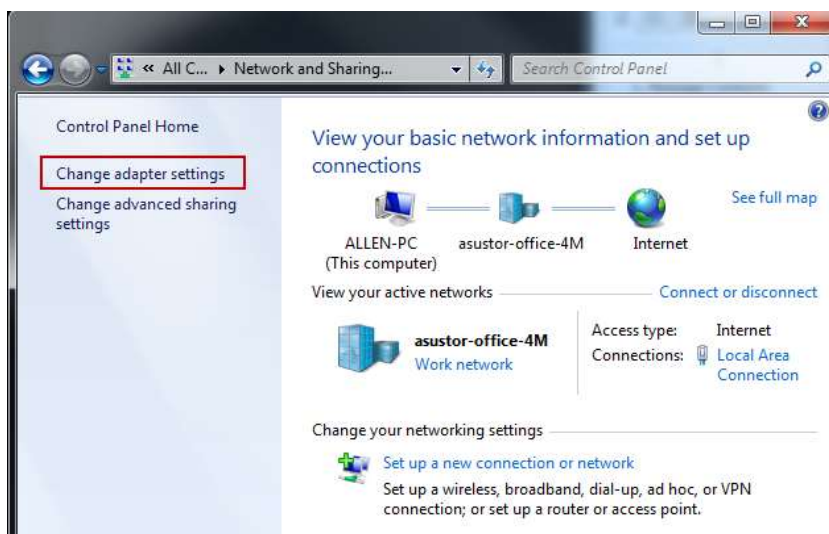 « All C... ▸ Network and Sharing...
Search Control Panel
Control Panel Home
Change adapter settings
Change advanced sharing
settings
View your basic network information and set up
connections
See full map
ALLEN-PC
(This computer)
asustor-office-4M
Internet
View your active networks
Connect or disconnect
asustor-office-4M
Work network
Access type: Internet
Connections: Local Area
Connection
Change your networking settings
Set up a new connection or network
Set up a wireless, broadband, dial-up, ad hoc, or VPN
connection; or set up a router or access point.